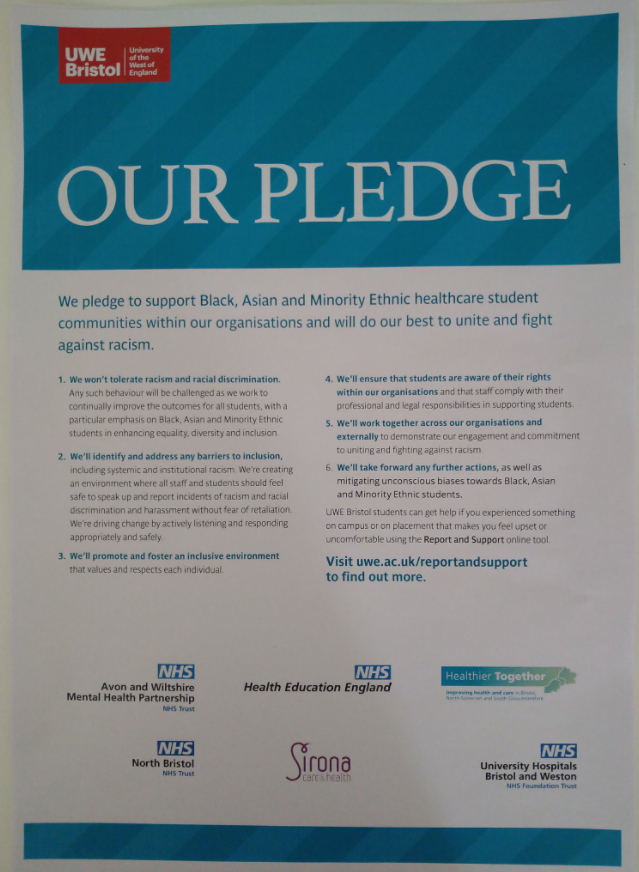 UWE
Bristol
University
of the
West of
England
OUR PLEDGE
We pledge to support Black, Asian and Minority Ethnic healthcare student
communities within our organisations and will do our best to unite and fight
against racism.
1. We won't tolerate racism and racial discrimination.
Any such behaviour will be challenged as we work to
continually improve the outcomes for all students, with a
particular emphasis on Black, Asian and Minority Ethnic
students in enhancing equality, diversity and inclusion.
2. We'll identify and address any barriers to inclusion,
including systemic and institutional racism. We're creating
an environment where all staff and students should feel
safe to speak up and report incidents of racism and racial
discrimination and harassment without fear of retaliation.
We're driving change by actively listening and responding
appropriately and safely.
3. We'll promote and foster an inclusive environment
that values and respects each individual.
4. We'll ensure that students are aware of their rights
within our organisations and that staff comply with their
professional and legal responsibilities in supporting students.
5. We'll work together across our organisations and
externally to demonstrate our engagement and commitment
to uniting and fighting against racism.
6. We'll take forward any further actions, as well as
mitigating unconscious biases towards Black, Asian
and Minority Ethnic students.
UWE Bristol students can get help if you experienced something
on campus or on placement that makes you feel upset or
uncomfortable using the Report and Support online tool.
Visit uwe.ac.uk/reportandsupport
to find out more.
NHS
Avon and Wiltshire
Mental Health Partnership
NHS Trust
NHS
Health Education England
Healthier Together
Improving health and care in Bristol,
North Somerset and South Gloucestershire
NHS
North Bristol
NHS Trust
Sirona
care & health
NHS
University Hospitals
Bristol and Weston
NHS Foundation Trust